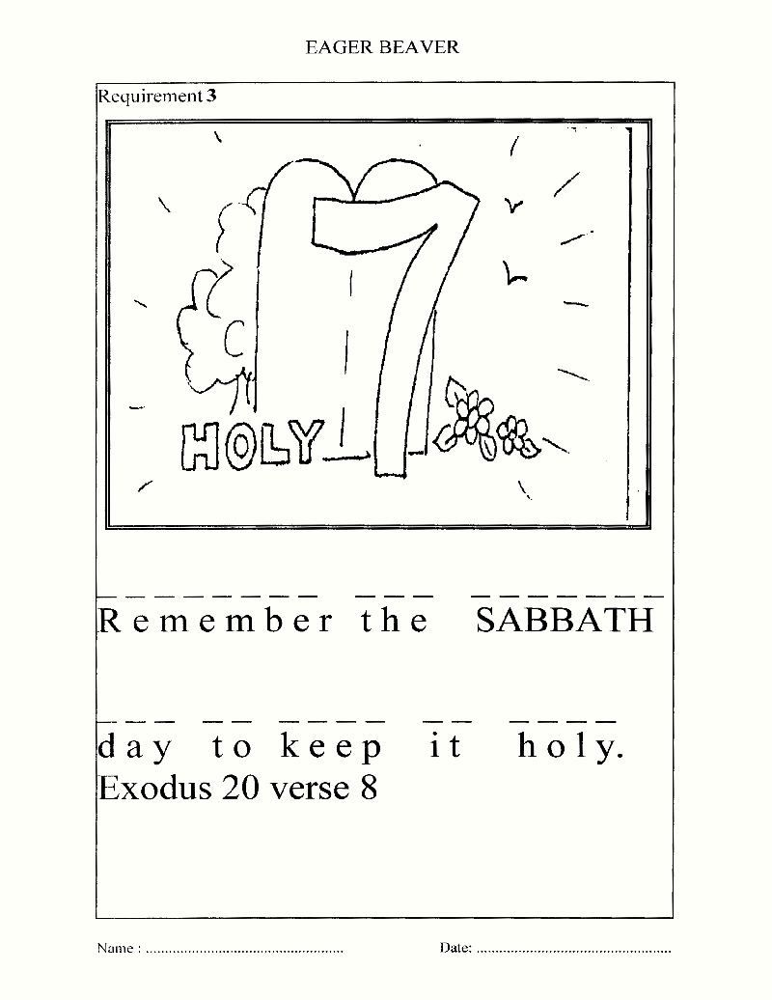 EAGER BEAVER
Requirement 3
7
HOLY
Remember the SABBATH
day to keep it holy.
Exodus 20 verse 8
Name : ...................................................... Date: .....................................................